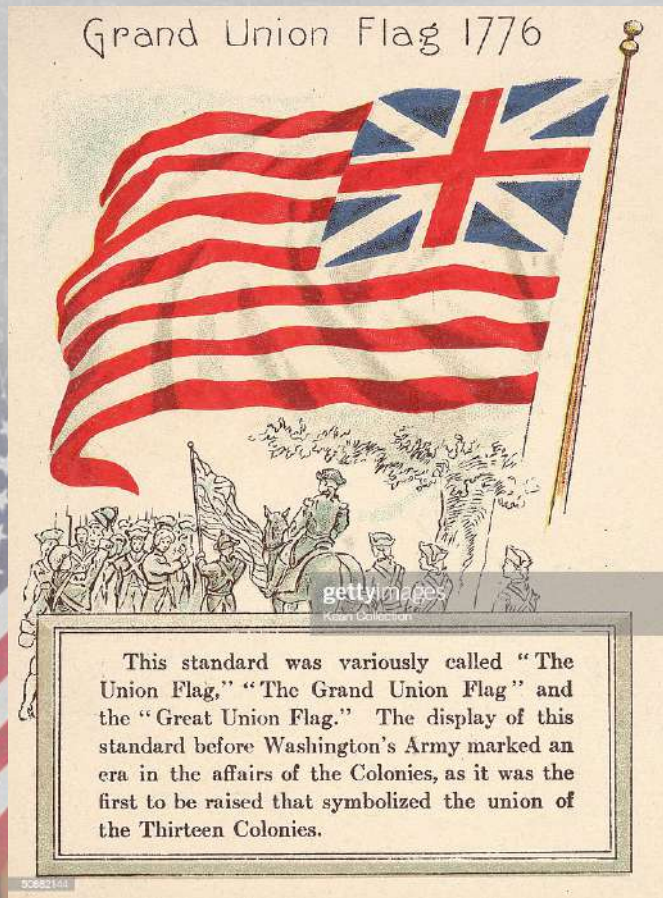 Grand Union Flag 1776
gettyimages
Kean Collection
This standard was variously called “The
Union Flag,” “The Grand Union Flag” and
the “Great Union Flag.” The display of this
standard before Washington’s Army marked an
era in the affairs of the Colonies, as it was the
first to be raised that symbolized the union of
the Thirteen Colonies.
50882144